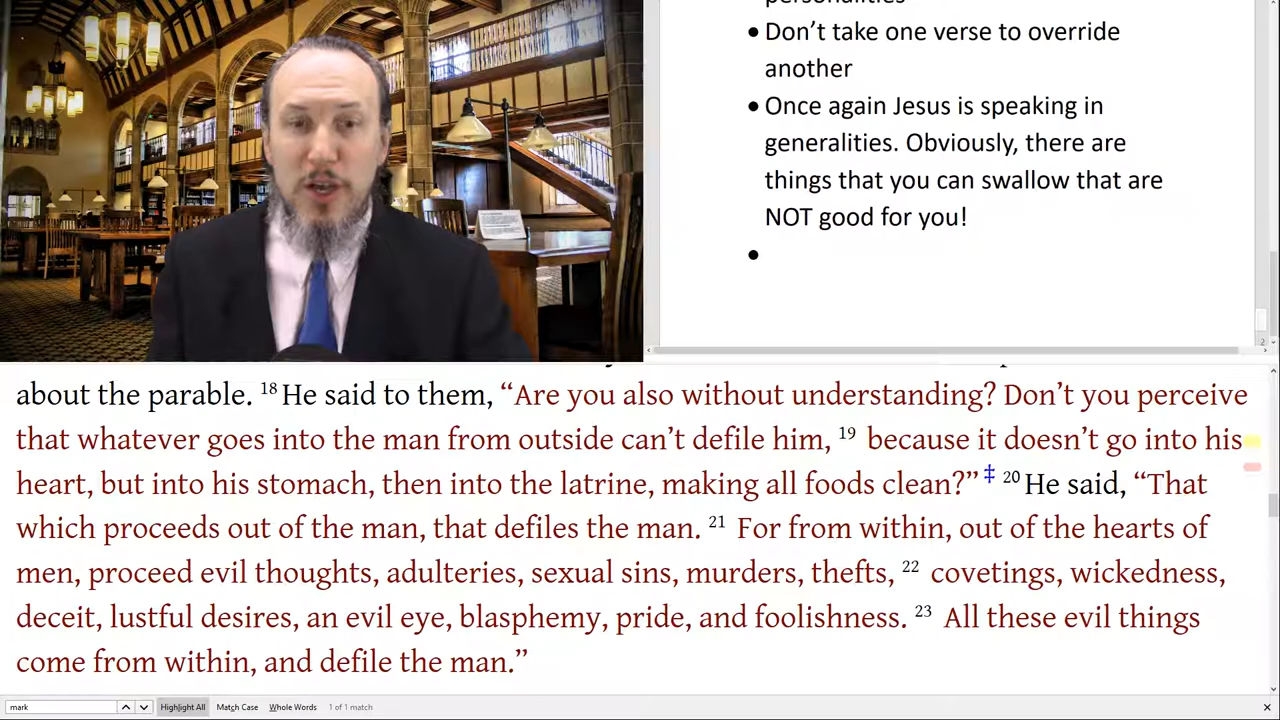 personalities
• Don’t take one verse to override
another
• Once again Jesus is speaking in
generalities. Obviously, there are
things that you can swallow that are
NOT good for you!
•
2
about the parable. 18 He said to them, “Are you also without understanding? Don’t you perceive
that whatever goes into the man from outside can’t defile him, 19 because it doesn’t go into his
heart, but into his stomach, then into the latrine, making all foods clean?”‡ 20 He said, “That
which proceeds out of the man, that defiles the man. 21 For from within, out of the hearts of
men, proceed evil thoughts, adulteries, sexual sins, murders, thefts, 22 covetings, wickedness,
deceit, lustful desires, an evil eye, blasphemy, pride, and foolishness. 23 All these evil things
come from within, and defile the man.”
mark Highlight All Match Case Whole Words 1 of 1 match